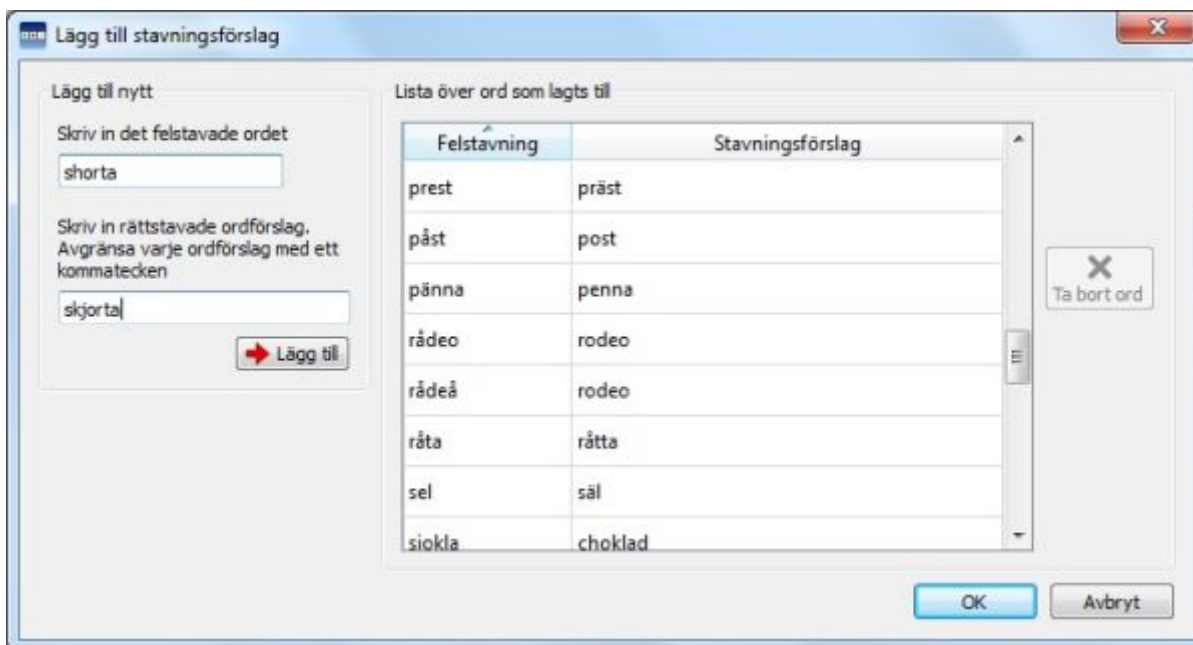 Lägg till stavningsförslag
Lägg till nytt
Skriv in det felstavade ordet
shorta
Skriv in rättstavade ordförslag.
Avgränsa varje ordförslag med ett
kommatecken
skjorta
Lägg till
Lista över ord som lagts till
Felstavning Stavningsförslag
prest präst
påst post
pänna penna
rådeo rodeo
rådeå rodeo
råta råtta
sel säl
siokla choklad
Ta bort ord
OK Avbryt